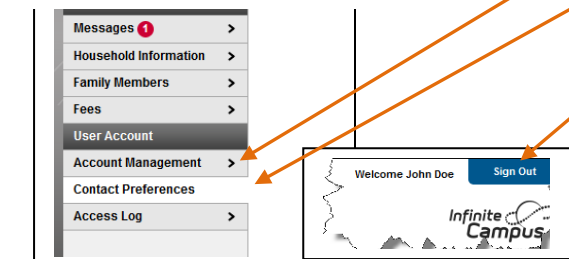 Messages 1
Household Information
Family Members
Fees
User Account
Account Management
Contact Preferences
Access Log
Welcome John Doe
Sign Out
Infinite
Campus